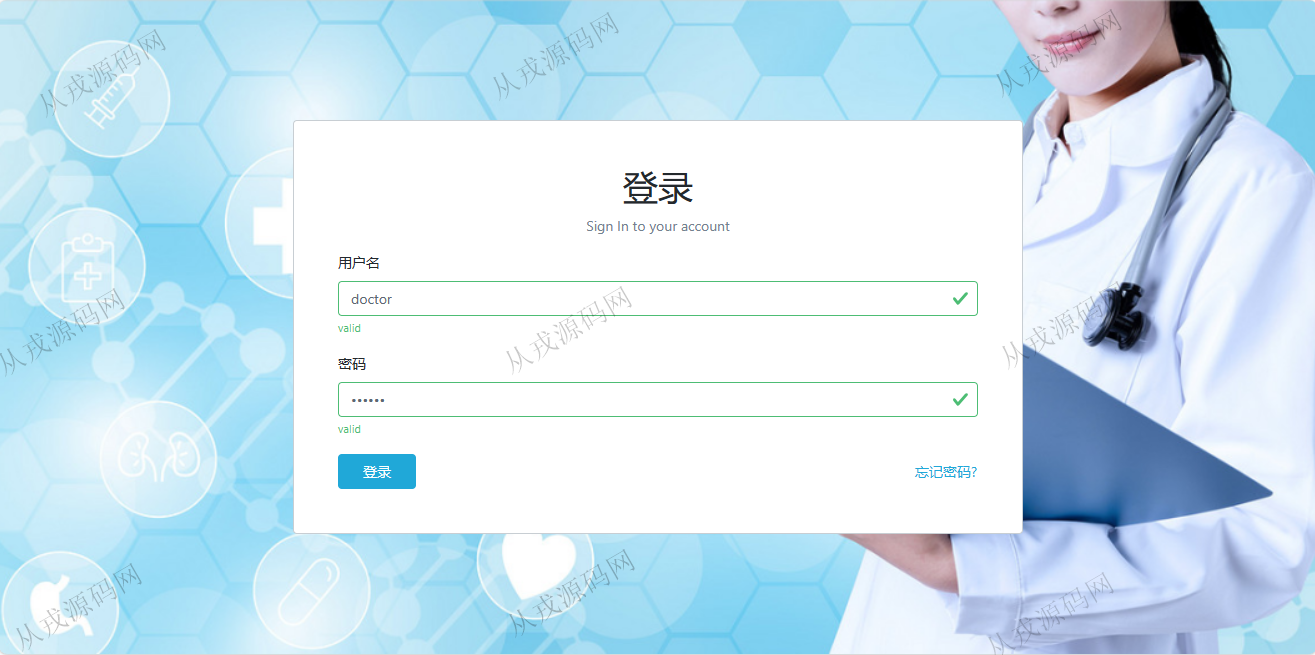 从戎源码网
从戎源码网
从戎源码网
登录
Sign In to your account
用户名
doctor
valid
从戎源码网
从戎源码网
从戎源码网
密码
••••••
valid
登录
忘记密码?
从戎源码网
从戎源码网
从戎源码网